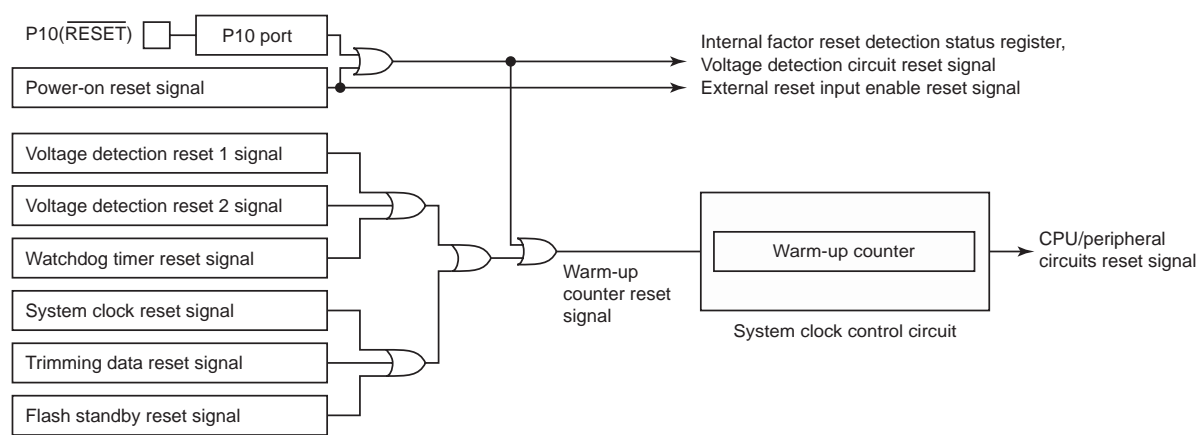 P10(RESET)
P10 port
Power-on reset signal
Internal factor reset detection status register,
Voltage detection circuit reset signal
External reset input enable reset signal
Voltage detection reset 1 signal
Voltage detection reset 2 signal
Watchdog timer reset signal
System clock reset signal
Trimming data reset signal
Flash standby reset signal
Warm-up
counter reset
signal
Warm-up counter
System clock control circuit
CPU/peripheral
circuits reset signal